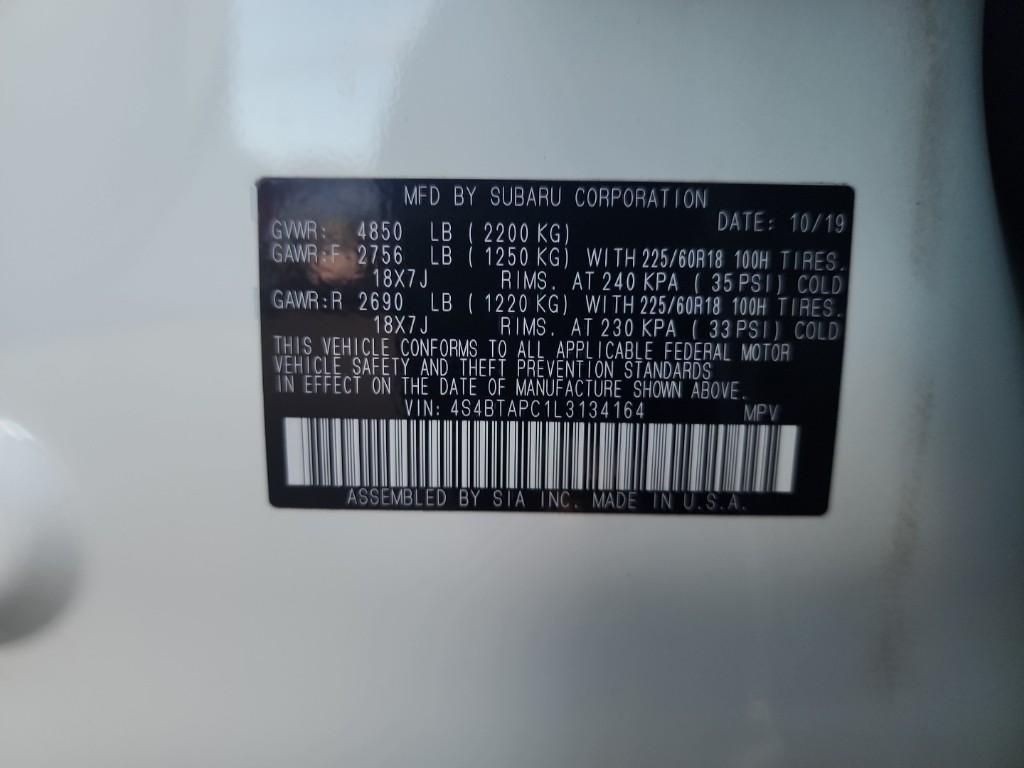 MFD BY SUBARU CORPORATION
DATE: 10/19
GVWR: 4850 LB ( 2200 KG)
GAWR:F 2756 LB ( 1250 KG) WITH 225/60R18 100H TIRES.
18X7J RIMS. AT 240 KPA ( 35 PSI) COLD
GAWR:R 2690 LB ( 1220 KG) WITH 225/60R18 100H TIRES.
18X7J RIMS. AT 230 KPA ( 33 PSI) COLD
THIS VEHICLE CONFORMS TO ALL APPLICABLE FEDERAL MOTOR
VEHICLE SAFETY AND THEFT PREVENTION STANDARDS
IN EFFECT ON THE DATE OF MANUFACTURE SHOWN ABOVE.
VIN: 4S4BTAPC1L3134164 MPV
ASSEMBLED BY SIA INC. MADE IN U.S.A.